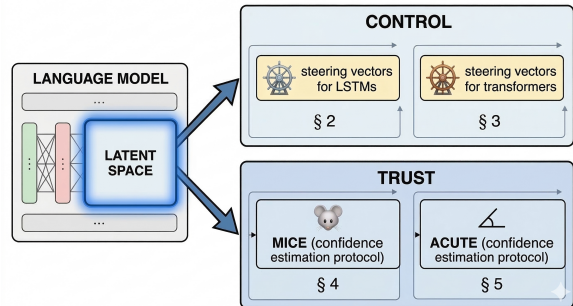 LANGUAGE MODEL
...
...
...
LATENT
SPACE
...
CONTROL
steering vectors
for LSTMs
§ 2
steering vectors
for transformers
§ 3
TRUST
MICE (confidence
estimation protocol)
§ 4
ACUTE (confidence
estimation protocol)
§ 5